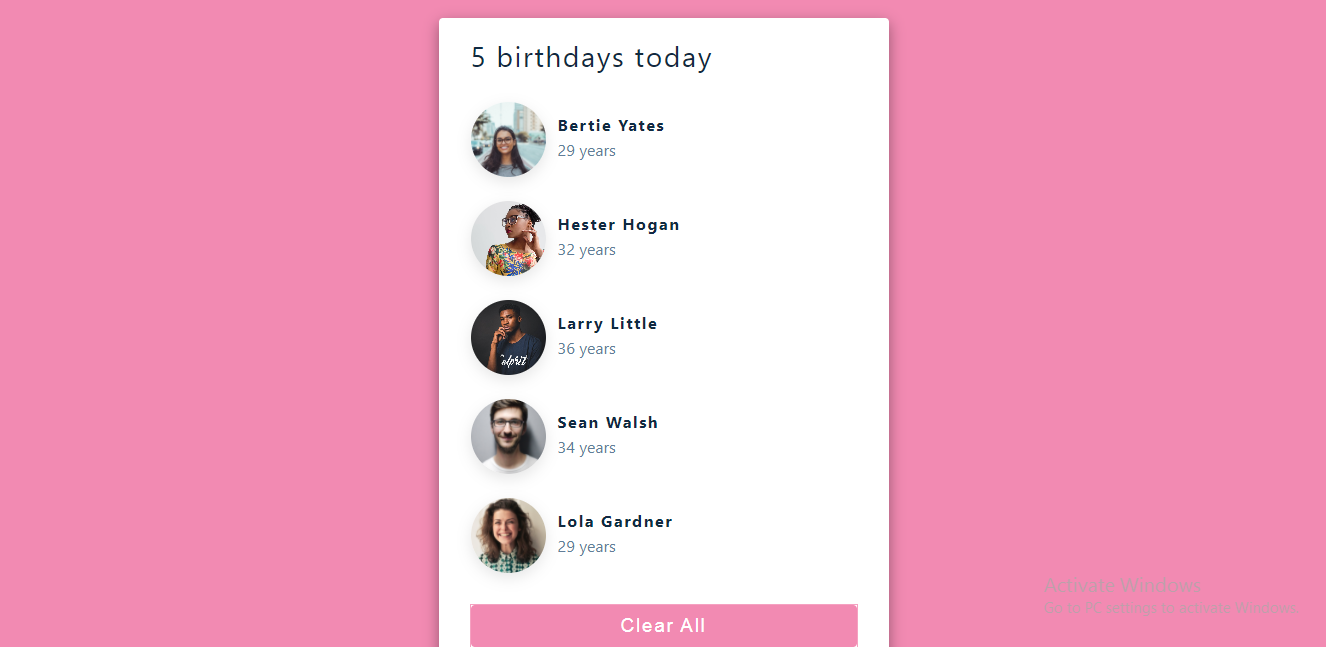 5 birthdays today
Bertie Yates
29 years
Hester Hogan
32 years
Larry Little
36 years
Sean Walsh
34 years
Lola Gardner
29 years
Clear All
Activate Windows
Go to PC settings to activate Windows.